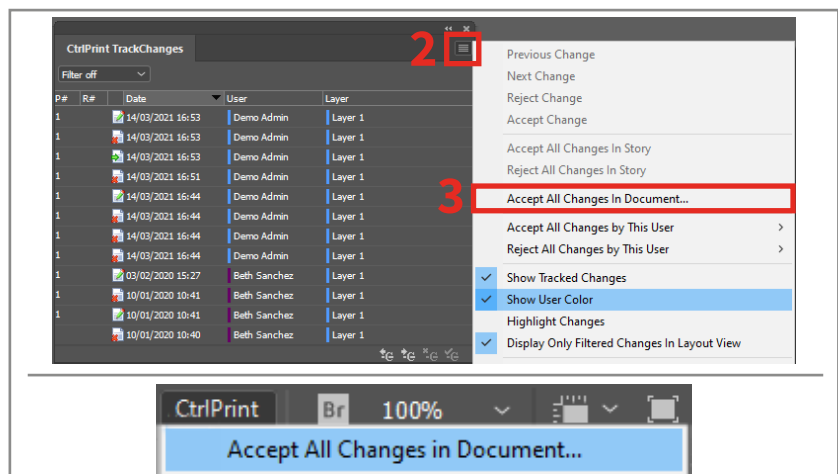 CtrlPrint TrackChanges
2
Filter off
P# R# Date User Layer
1 14/03/2021 16:53 Demo Admin Layer 1
1 14/03/2021 16:53 Demo Admin Layer 1
1 14/03/2021 16:53 Demo Admin Layer 1
1 14/03/2021 16:51 Demo Admin Layer 1
1 14/03/2021 16:44 Demo Admin Layer 1
1 14/03/2021 16:44 Demo Admin Layer 1
1 14/03/2021 16:44 Demo Admin Layer 1
1 14/03/2021 16:44 Demo Admin Layer 1
1 03/02/2020 15:27 Beth Sanchez Layer 1
1 10/01/2020 10:41 Beth Sanchez Layer 1
1 10/01/2020 10:41 Beth Sanchez Layer 1
10/01/2020 10:40 Beth Sanchez Layer 1
Previous Change
Next Change
Reject Change
Accept Change
Accept All Changes In Story
Reject All Changes In Story
3
Accept All Changes In Document...
Accept All Changes by This User
Reject All Changes by This User
Show Tracked Changes
Show User Color
Highlight Changes
Display Only Filtered Changes In Layout View
CtrlPrint Br 100%
Accept All Changes in Document...